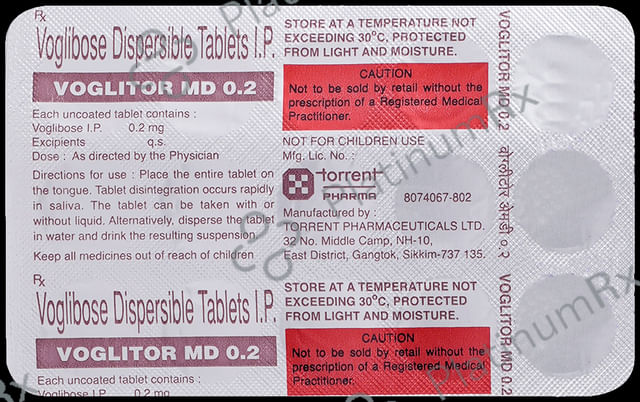 Rx
Voglibose Dispersible Tablets I.P.
VOGLITOR MD 0.2
Each uncoated tablet contains :
Voglibose I.P. 0.2 mg
Excipients q.s.
Dose : As directed by the Physician
Directions for use : Place the entire tablet on
the tongue. Tablet disintegration occurs rapidly
in saliva. The tablet can be taken with or
without liquid. Alternatively, disperse the tablet
in water and drink the resulting suspension.
Keep all medicines out of reach of children
STORE AT A TEMPERATURE NOT
EXCEEDING 30°C, PROTECTED
FROM LIGHT AND MOISTURE.
CAUTION
Not to be sold by retail without the
prescription of a Registered Medical
Practitioner.
NOT FOR CHILDREN USE
Mfg. Lic. No. :
torrent
PHARMA
8074067-802
Manufactured by :
TORRENT PHARMACEUTICALS LTD.
32 No. Middle Camp, NH-10,
East District, Gangtok, Sikkim-737 135.
Rx
Voglibose Dispersible Tablets I.P.
VOGLITOR MD 0.2
Each uncoated tablet contains :
Voglibose I.P. 0.2 mg
STORE AT A TEMPERATURE NOT
EXCEEDING 30°C, PROTECTED
FROM LIGHT AND MOISTURE.
CAUTION
Not to be sold by retail without the
prescription of a Registered Medical
Practitioner.
VOGLITOR MD 0.2
VOGLITOR MD 0.2
PlatinumRx
PlatinumRx